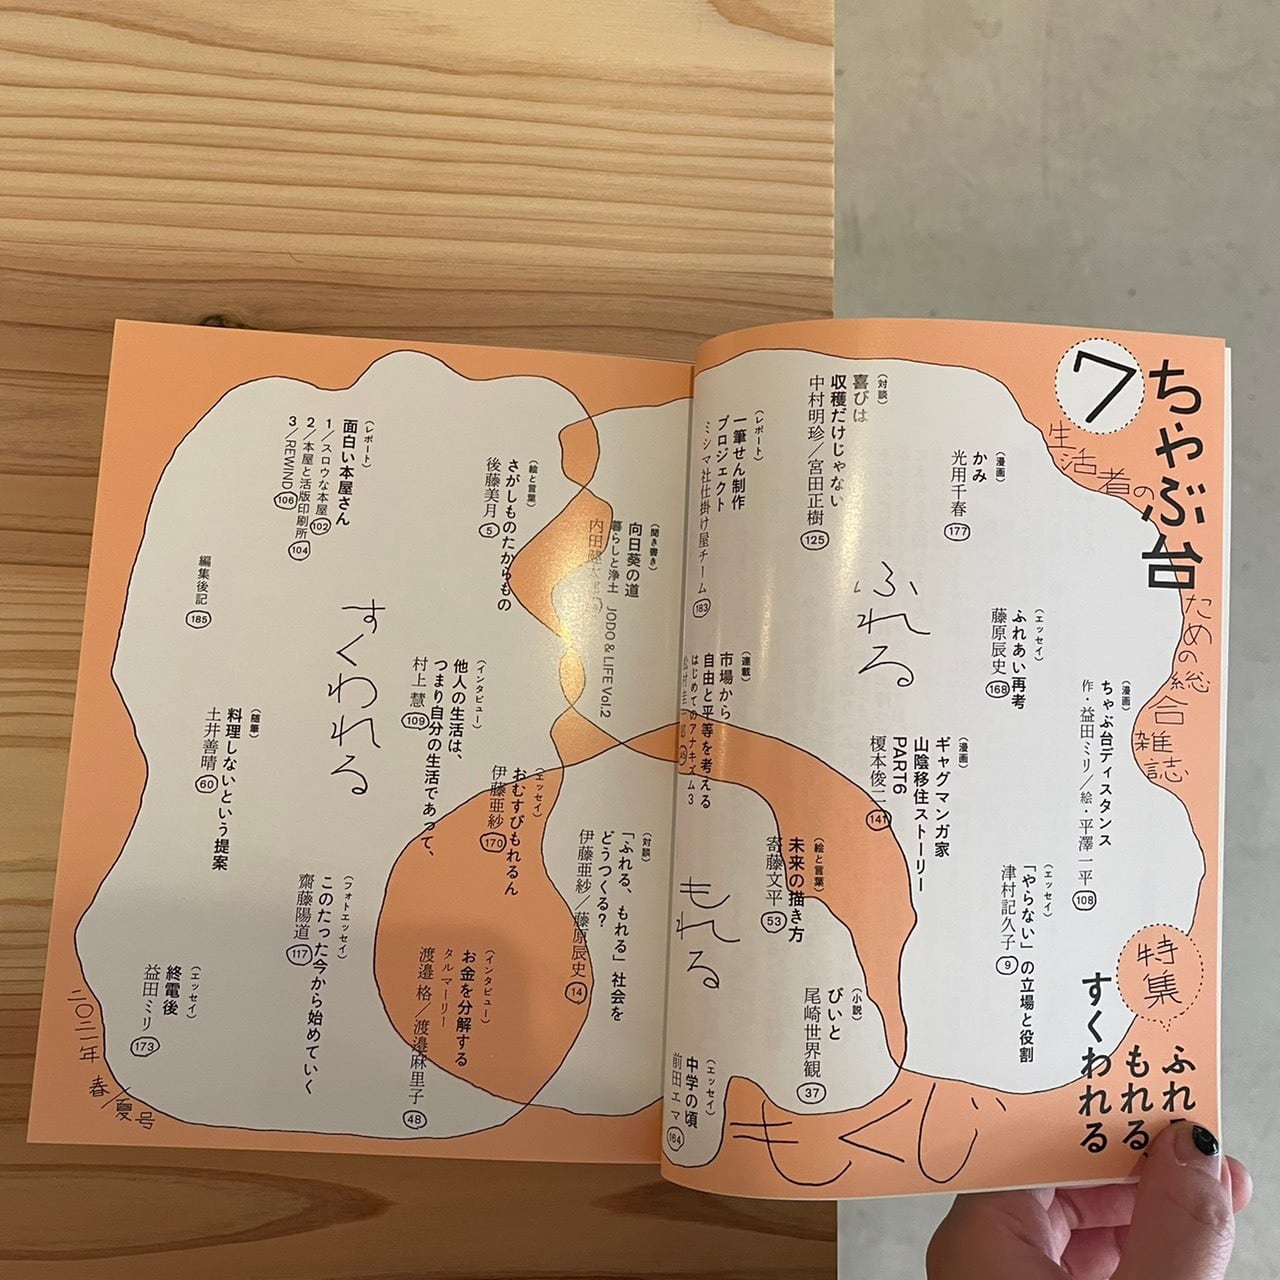 ちゃぶ台
7
生活者のための総合雑誌
特集
ふれる、
もれる、
すくわれる
もくじ
(漫画)
ちゃぶ台ディスタンス
作・益田ミリ/絵・平澤一平 108
(エッセイ)
「やらない」の立場と役割
津村記久子 9
(エッセイ)
ふれあい再考
藤原辰史 168
(漫画)
かみ
光用千春 177
(漫画)
ギャグマンガ家
山陰移住ストーリー
PART6
榎本俊二 141
ふれる
(対談)
喜びは
収穫だけじゃない
中村明珍/宮田正樹 125
(小説)
ぴいと
尾崎世界観 37
(絵と言葉)
未来の描き方
寄藤文平 53
(レポート)
一筆せん制作
プロジェクト
ミシマ社仕掛け屋チーム 183
(連載)
市場から
自由と平等を考える
はじめてのアナキズム3
もれる
(エッセイ)
中学の頃
前田エマ 164
(聞き書き)
向日葵の道
暮らしと浄土 JODO & LIFE Vol.2
(対談)
「ふれる、もれる」社会を
どうつくる?
伊藤亜紗/藤原辰史 14
(絵と言葉)
さがしものたからもの
後藤美月 5
(エッセイ)
おむすびもれるん
伊藤亜紗 170
(インタビュー)
お金を分解する
タルマーリー
渡邉 格/渡邉麻里子 48
(インタビュー)
他人の生活は、
つまり自分の生活であって、
村上 慧 109
すくわれる
(レポート)
面白い本屋さん
1/スロウな本屋 102
2/本屋と活版印刷所 104
3/REWIND 106
(フォトエッセイ)
このたった今から始めていく
齋藤陽道 117
(随筆)
料理しないという提案
土井善晴 60
編集後記 185
(エッセイ)
終電後
益田ミリ 173
二〇二一年 春/夏号